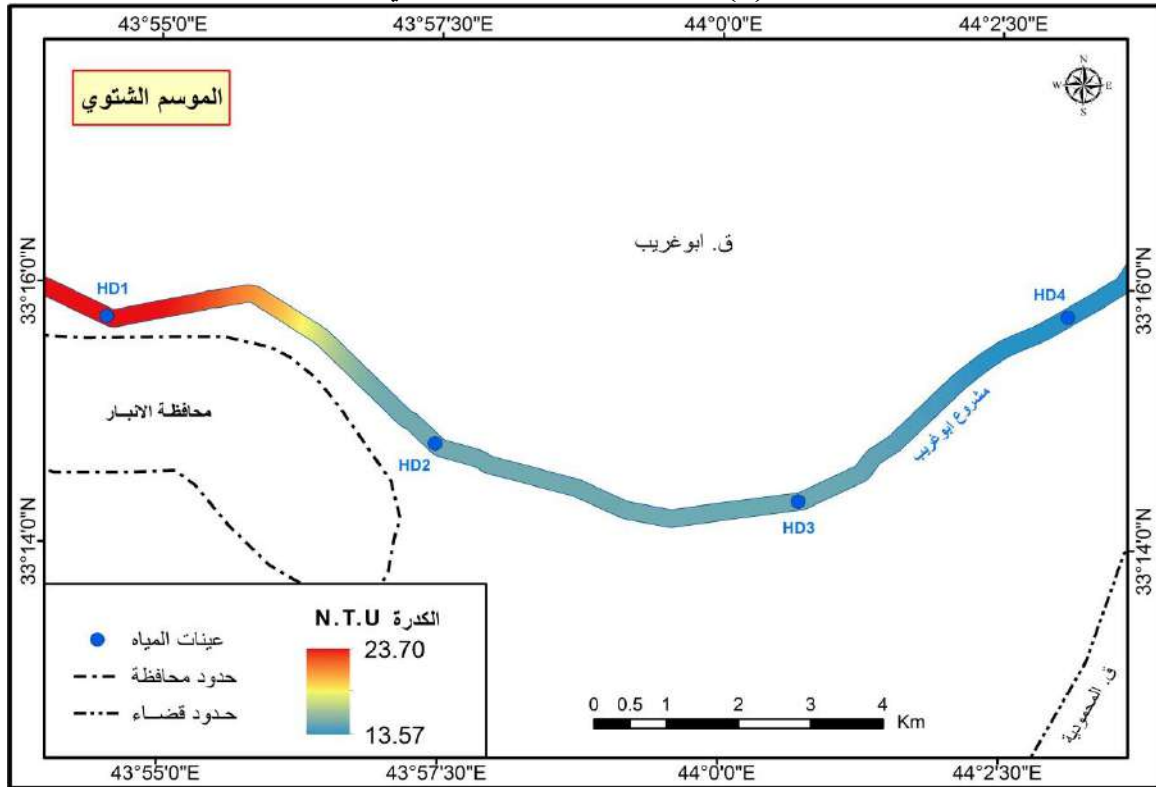 43°55'0"E 43°57'30"E 44°0'0"E 44°2'30"E
الموسم الشتوي
N
W E
S
ق. ابوغريب
33°16'0"N
33°16'0"N
HD1
HD4
محافظة الانبار
مشروع ابوغريب
HD2
HD3
33°14'0"N
33°14'0"N
الكدرة N.T.U
23.70
13.57
عينات المياه
حدود محافظة
حدود قضاء
0 0.5 1 2 3 4
Km
ق. المحمودية
43°55'0"E 43°57'30"E 44°0'0"E 44°2'30"E